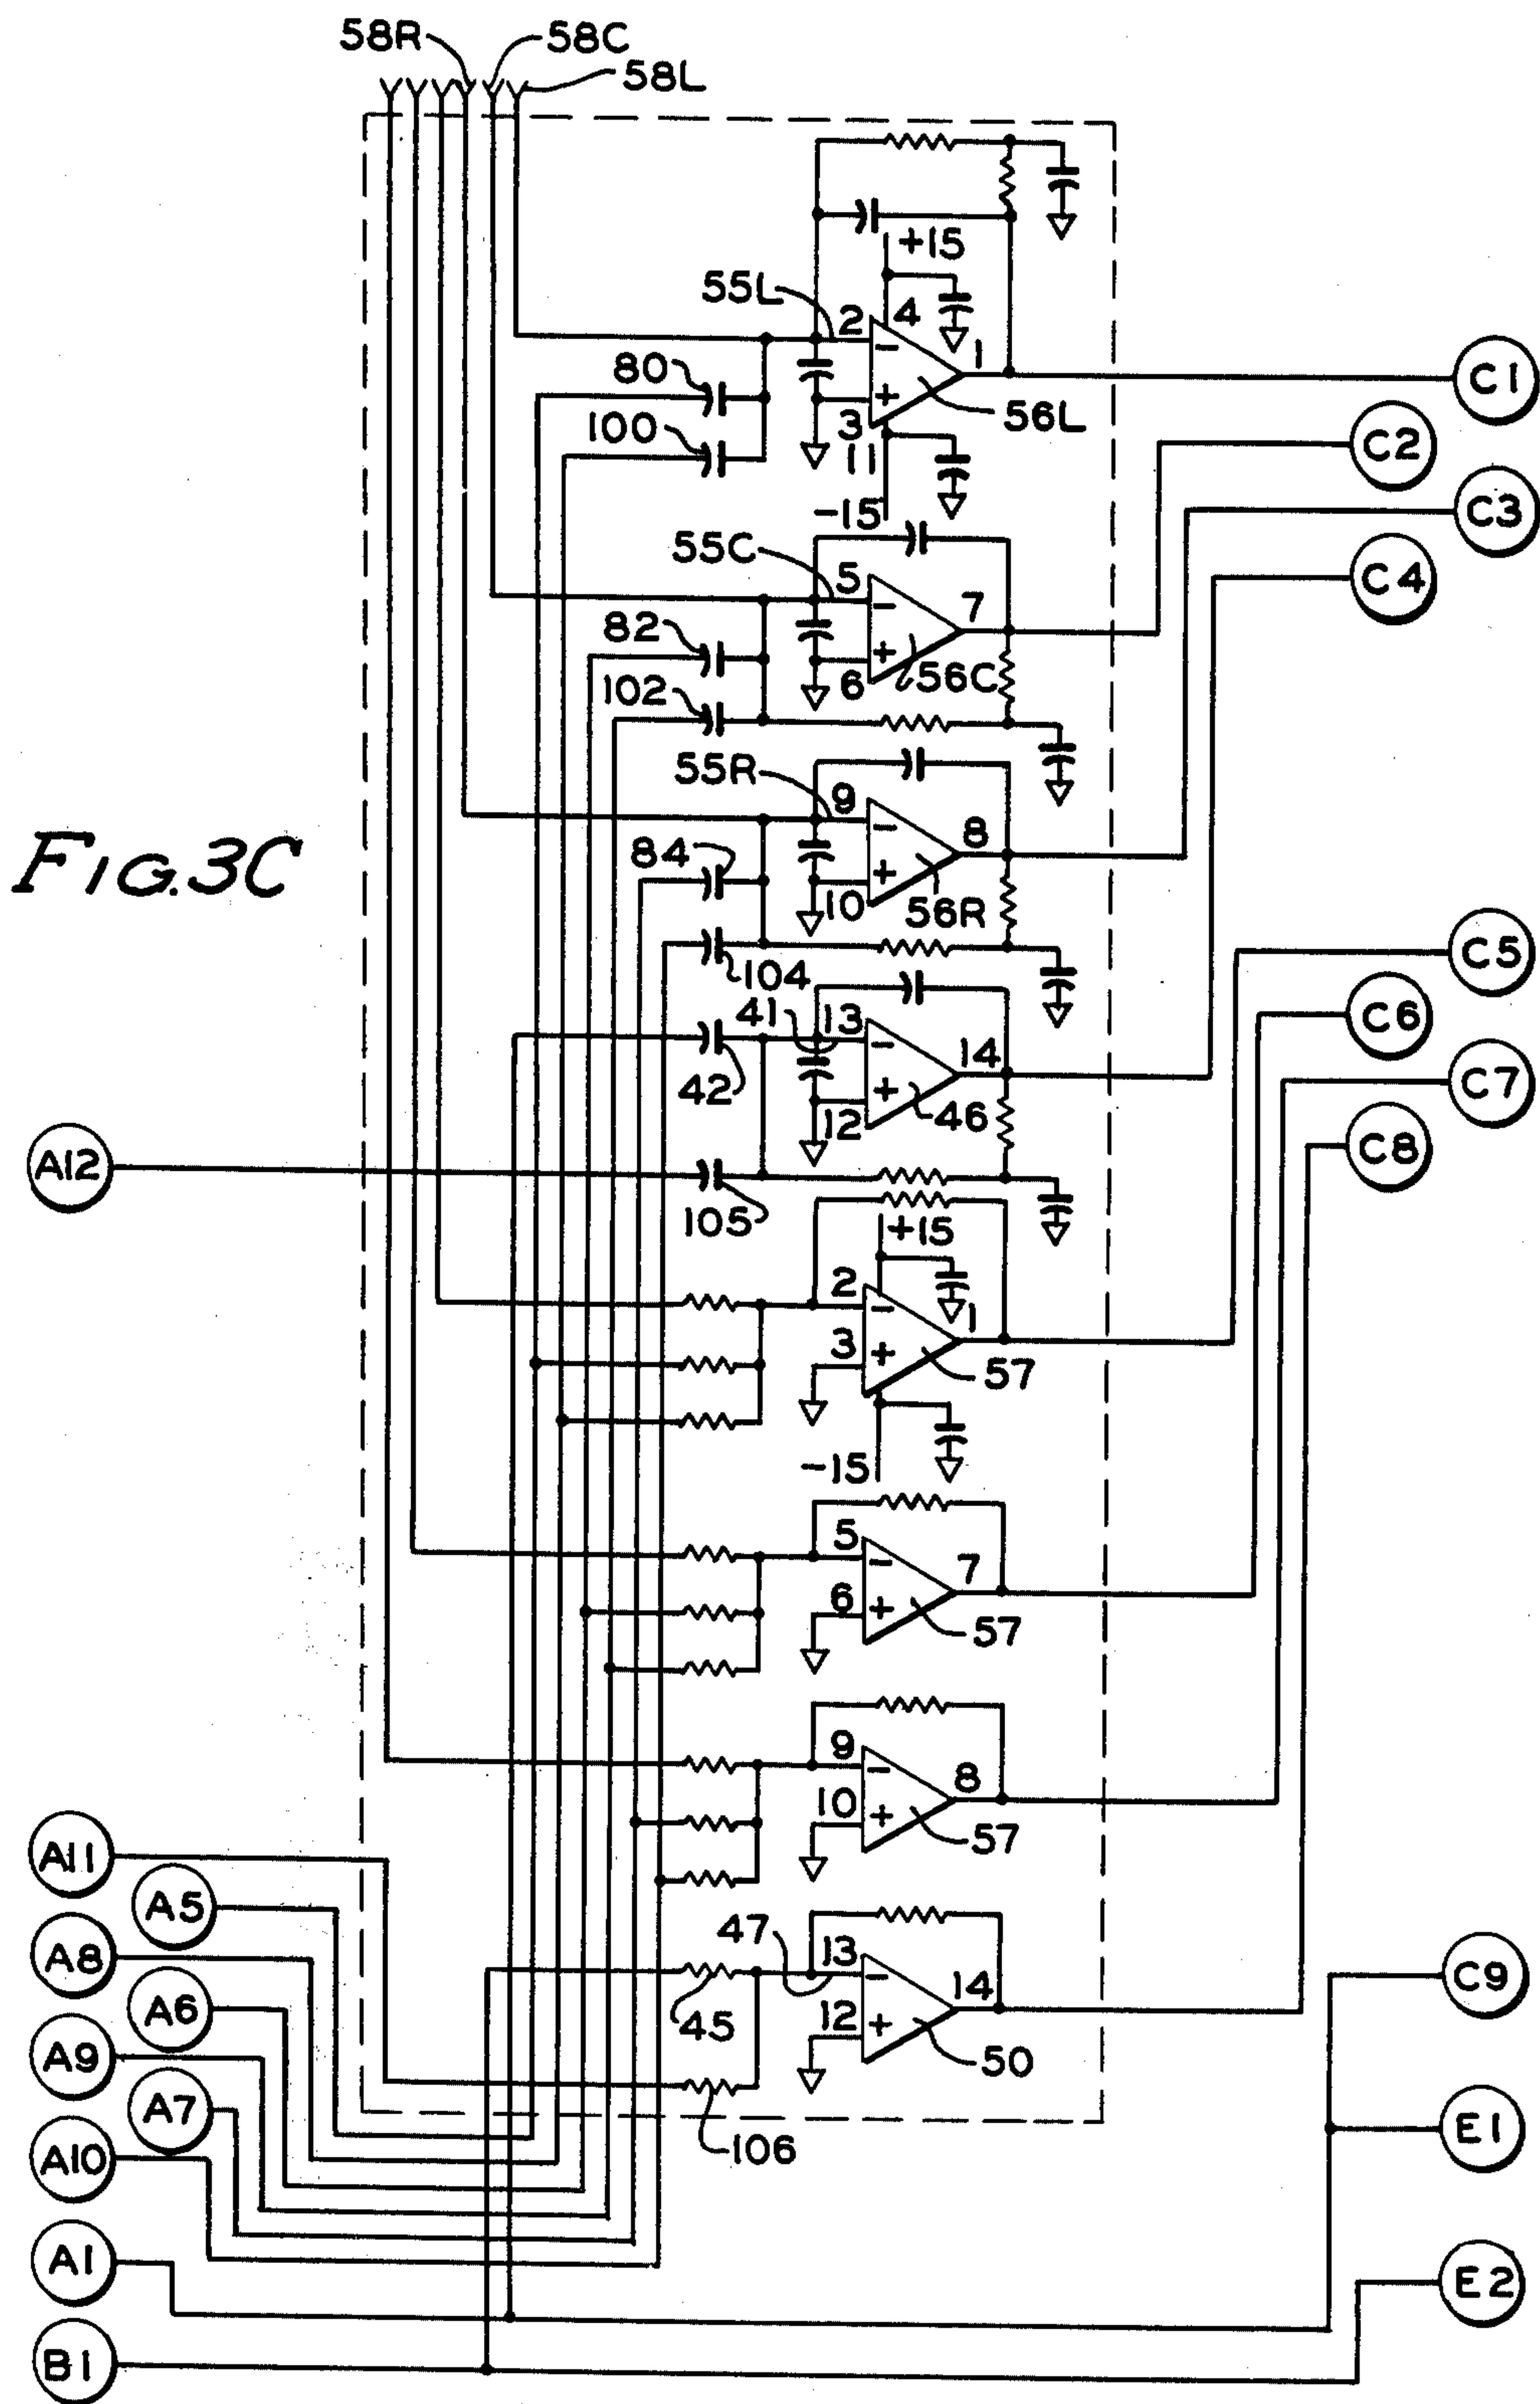 58R
58C
58L
+15
55L
2
4
1
80
C1
3
56L
100
11
C2
-15
C3
55C
5
C4
7
82
6
56C
102
55R
9
8
84
FIG. 3C
10
56R
C5
104
41
13
C6
14
42
46
C7
12
C8
A12
105
+15
2
1
3
57
-15
5
7
6
57
9
8
10
57
A11
A5
47
13
A8
14
C9
A6
12
45
50
A9
A7
E1
106
A10
A1
E2
B1